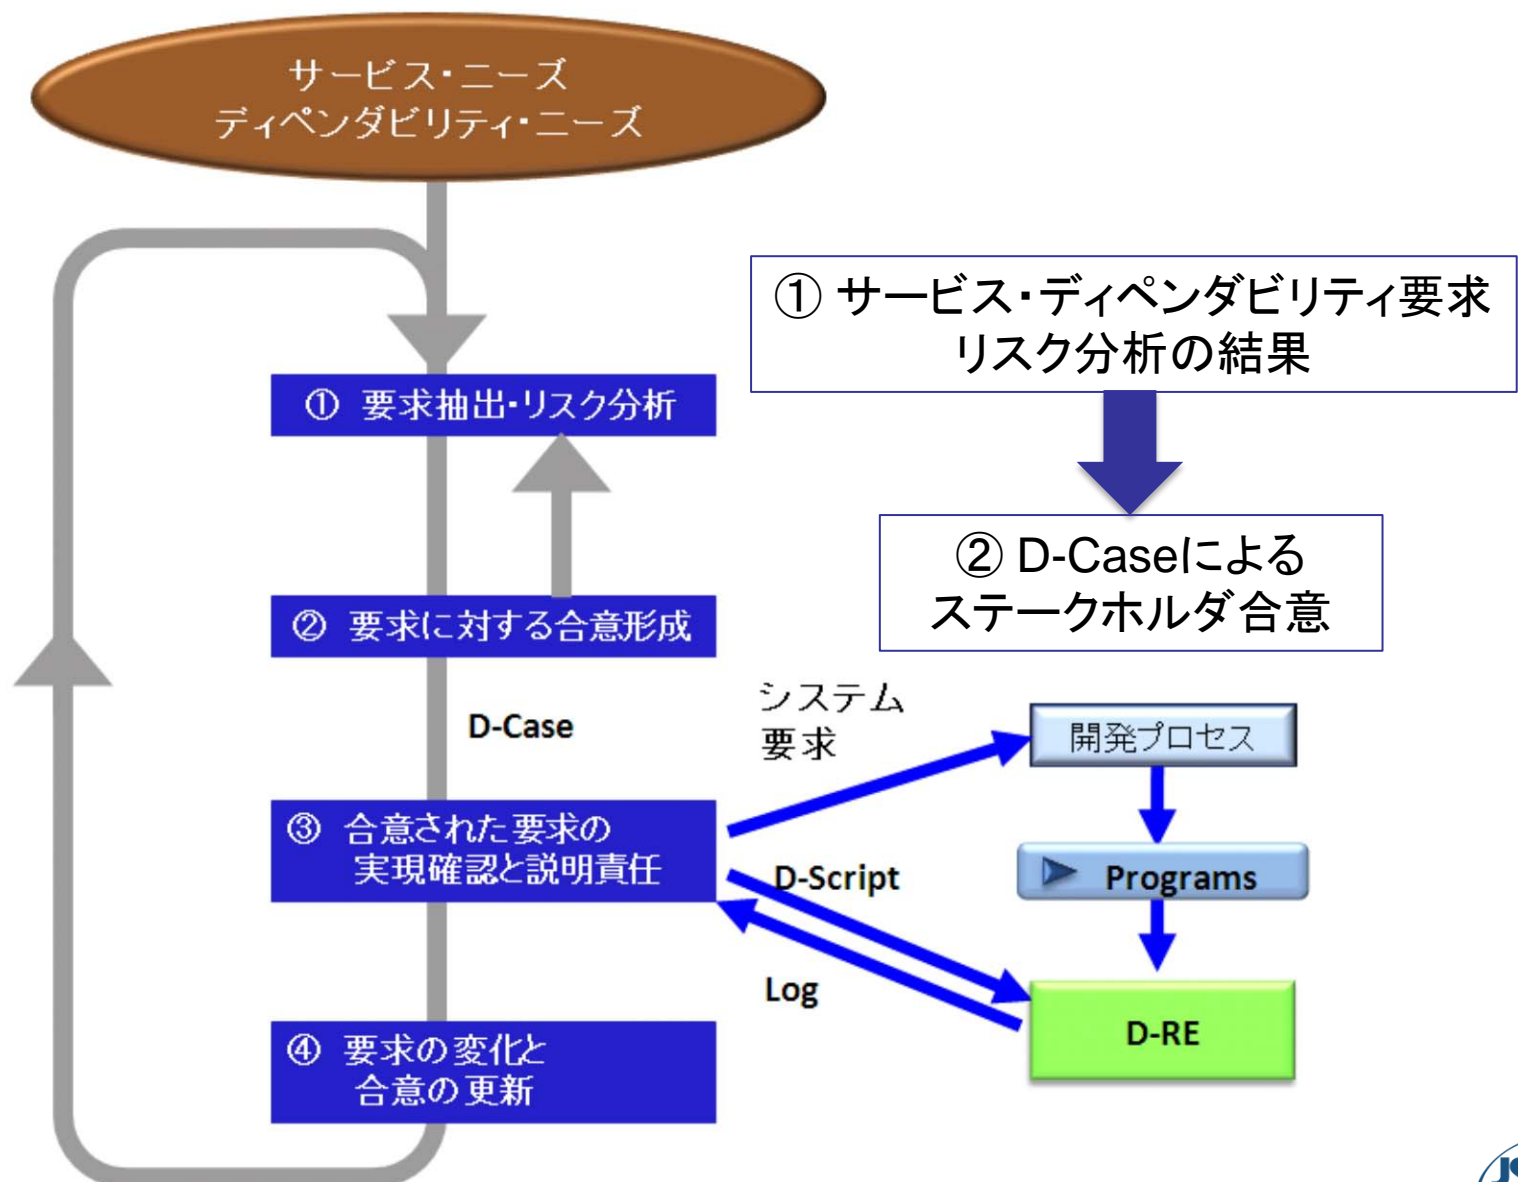 サービス・ニーズ
ディペンダビリティ・ニーズ
① サービス・ディペンダビリティ要求
リスク分析の結果
① 要求抽出・リスク分析
② D-Caseによる
ステークホルダ合意
② 要求に対する合意形成
D-Case
システム
要求
開発プロセス
③ 合意された要求の
実現確認と説明責任
D-Script
Programs
Log
D-RE
④ 要求の変化と
合意の更新